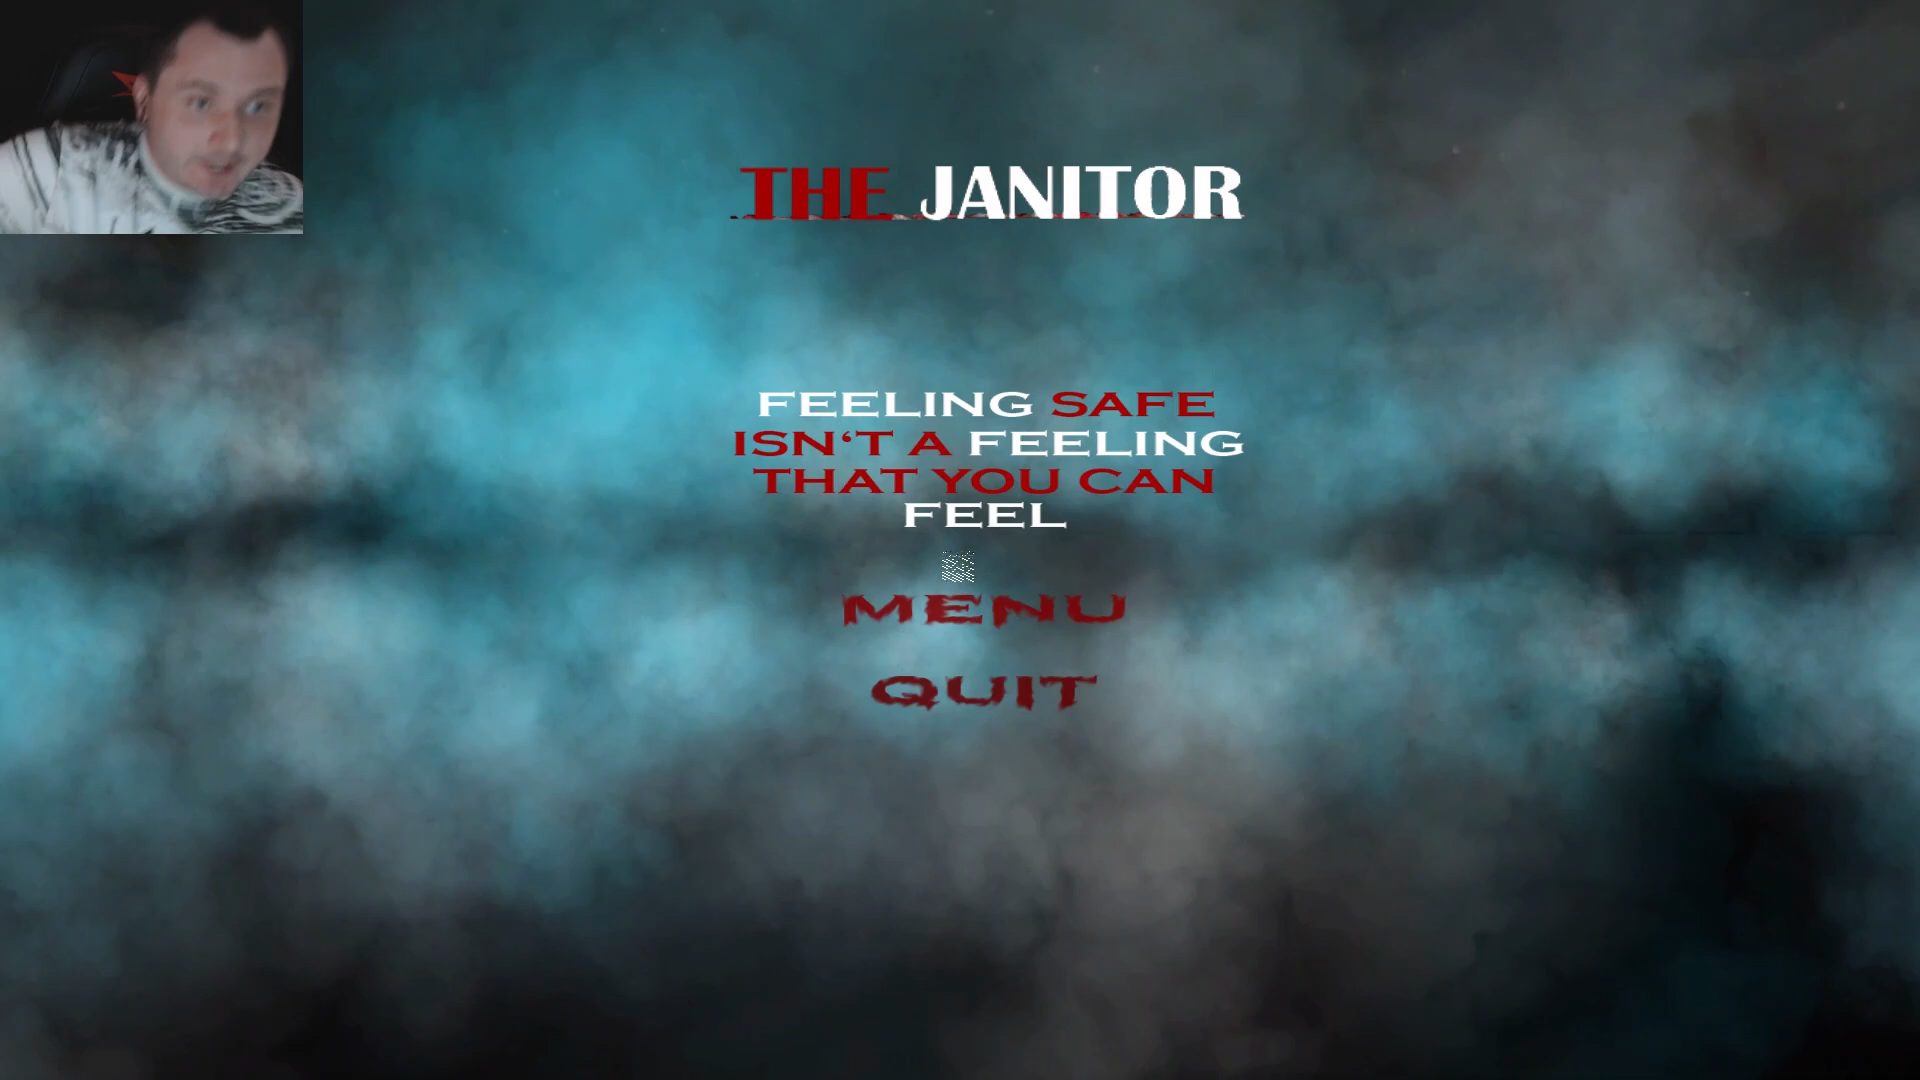 THE JANITOR
FEELING SAFE
ISN‘T A FEELING
THAT YOU CAN
FEEL
MENU
QUIT